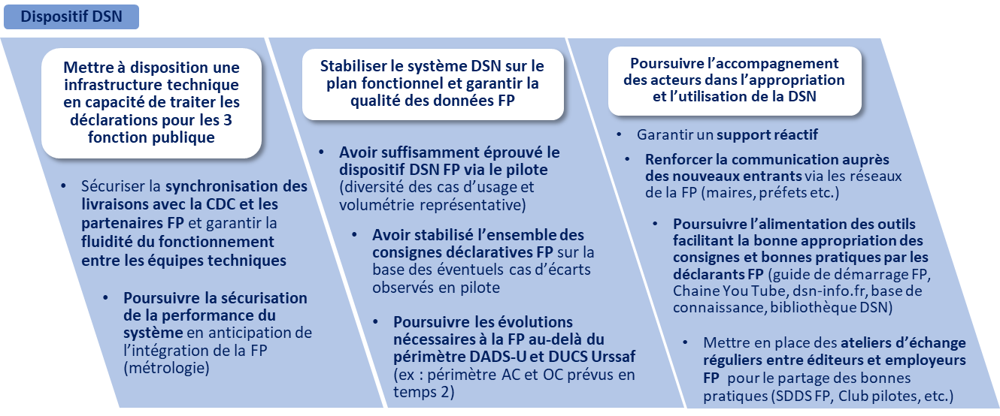 Dispositif DSN
Mettre à disposition une
infrastructure technique
en capacité de traiter les
déclarations pour les 3
fonction publique
• Sécuriser la synchronisation des
livraisons avec la CDC et les
partenaires FP et garantir la
fluidité du fonctionnement
entre les équipes techniques
• Poursuivre la sécurisation
de la performance du
système en anticipation de
l’intégration de la FP
(métrologie)
Stabiliser le système DSN sur le
plan fonctionnel et garantir la
qualité des données FP
• Avoir suffisamment éprouvé le
dispositif DSN FP via le pilote
(diversité des cas d’usage et
volumétrie représentative)
• Avoir stabilisé l’ensemble des
consignes déclaratives FP sur la
base des éventuels cas d’écarts
observés en pilote
• Poursuivre les évolutions
nécessaires à la FP au-delà du
périmètre DADS-U et DUCS Urssaf
(ex : périmètre AC et OC prévus en
temps 2)
Poursuivre l’accompagnement
des acteurs dans l’appropriation
et l’utilisation de la DSN
• Garantir un support réactif
• Renforcer la communication auprès
des nouveaux entrants via les réseaux
de la FP (maires, préfets etc.)
• Poursuivre l’alimentation des outils
facilitant la bonne appropriation des
consignes et bonnes pratiques par les
déclarants FP (guide de démarrage FP,
Chaine You Tube, dsn-info.fr, base de
connaissance, bibliothèque DSN)
• Mettre en place des ateliers d’échange
réguliers entre éditeurs et employeurs
FP pour le partage des bonnes
pratiques (SDDS FP, Club pilotes, etc.)